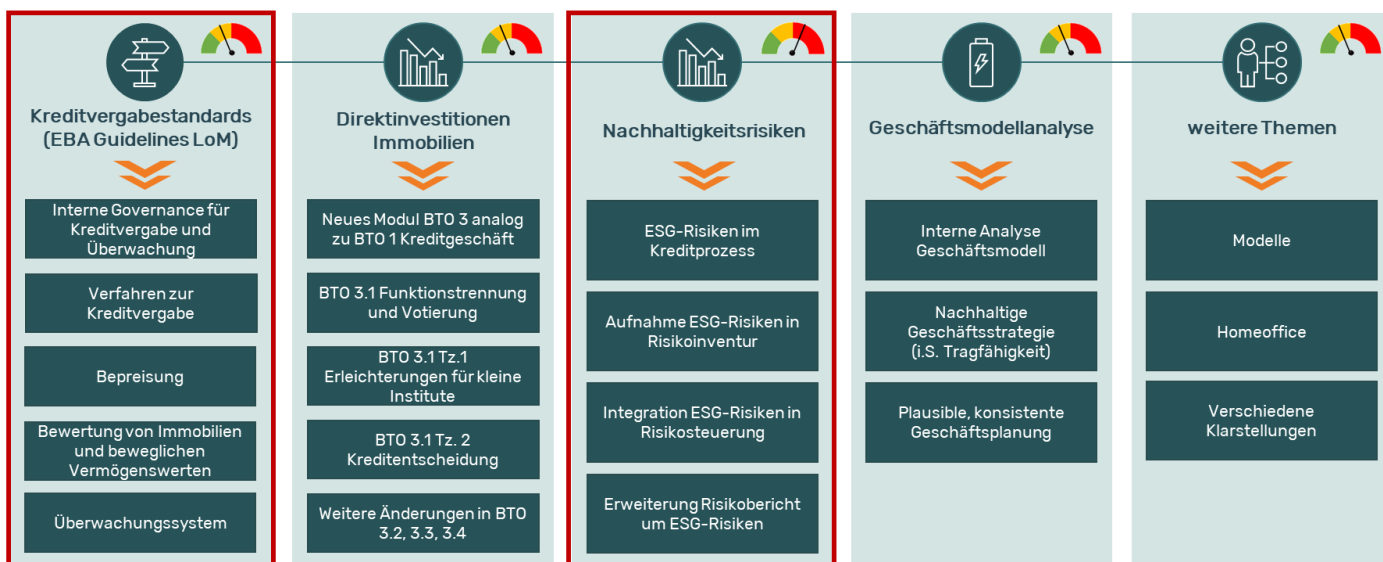 Kreditvergabestandards
(EBA Guidelines LoM)
Interne Governance für
Kreditvergabe und
Überwachung
Verfahren zur
Kreditvergabe
Bepreisung
Bewertung von Immobilien
und beweglichen
Vermögenswerten
Überwachungssystem
Direktinvestitionen
Immobilien
Neues Modul BTO 3 analog
zu BTO 1 Kreditgeschäft
BTO 3.1 Funktionstrennung
und Votierung
BTO 3.1 Tz.1
Erleichterungen für kleine
Institute
BTO 3.1 Tz. 2
Kreditentscheidung
Weitere Änderungen in BTO
3.2, 3.3, 3.4
Nachhaltigkeitsrisiken
ESG-Risiken im
Kreditprozess
Aufnahme ESG-Risiken in
Risikoinventur
Integration ESG-Risiken in
Risikosteuerung
Erweiterung Risikobericht
um ESG-Risiken
Geschäftsmodellanalyse
Interne Analyse
Geschäftsmodell
Nachhaltige
Geschäftsstrategie
(i.S. Tragfähigkeit)
Plausible, konsistente
Geschäftsplanung
weitere Themen
Modelle
Homeoffice
Verschiedene
Klarstellungen